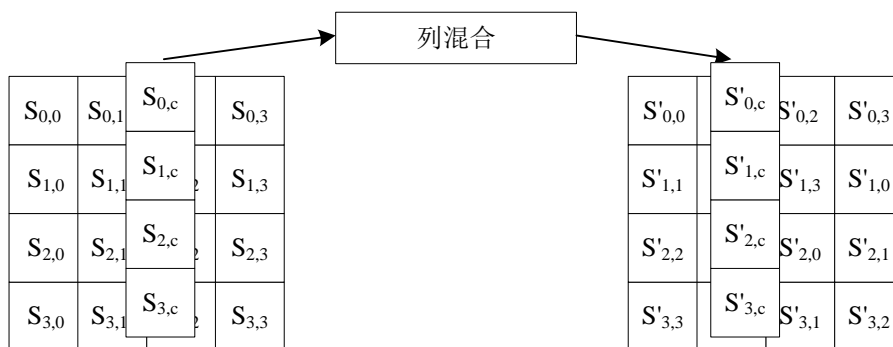 列混合
S0,0 S0,1 S0,c S0,3
S1,0 S1,1 S1,c 2 S1,3
S2,0 S2,1 S2,c 2 S2,3
S3,0 S3,1 S3,c 2 S3,3
S'0,0 S'0,c S'0,2 S'0,3
S'1,1 S'1,c S'1,3 S'1,0
S'2,2 S'2,c S'2,0 S'2,1
S'3,3 S'3,c S'3,1 S'3,2